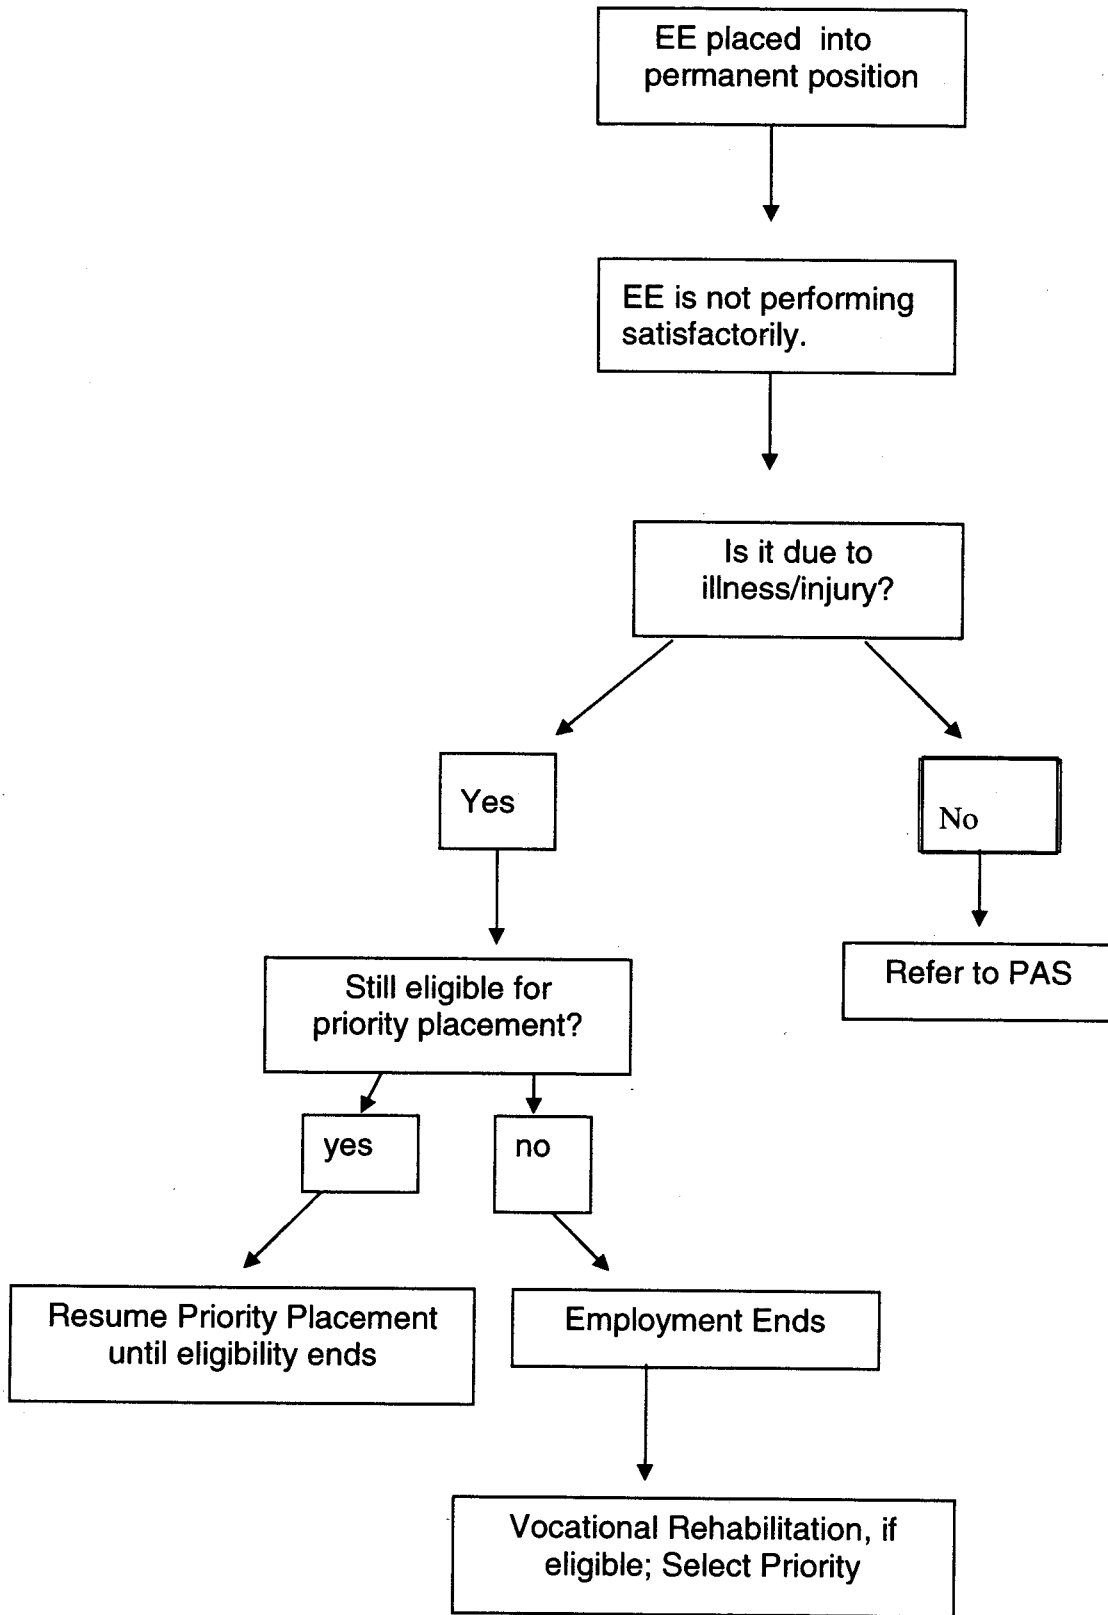 EE placed into
permanent position
EE is not performing
satisfactorily.
Is it due to
illness/injury?
Yes
No
Still eligible for
priority placement?
Refer to PAS
yes
no
Resume Priority Placement
until eligibility ends
Employment Ends
Vocational Rehabilitation, if
eligible; Select Priority